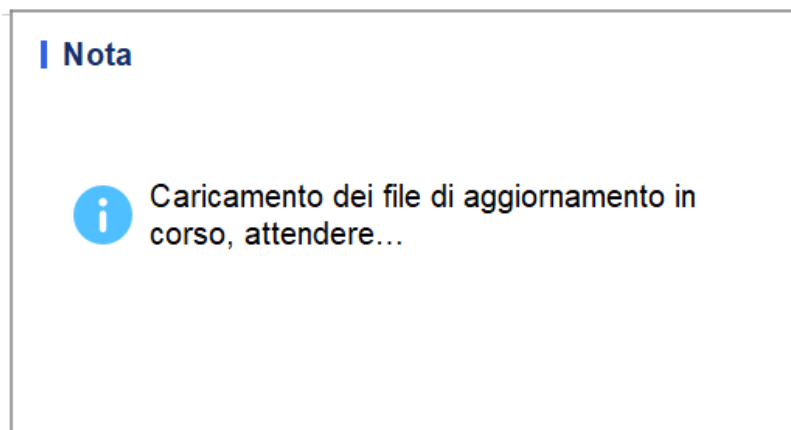 Nota
Caricamento dei file di aggiornamento in
corso, attendere...